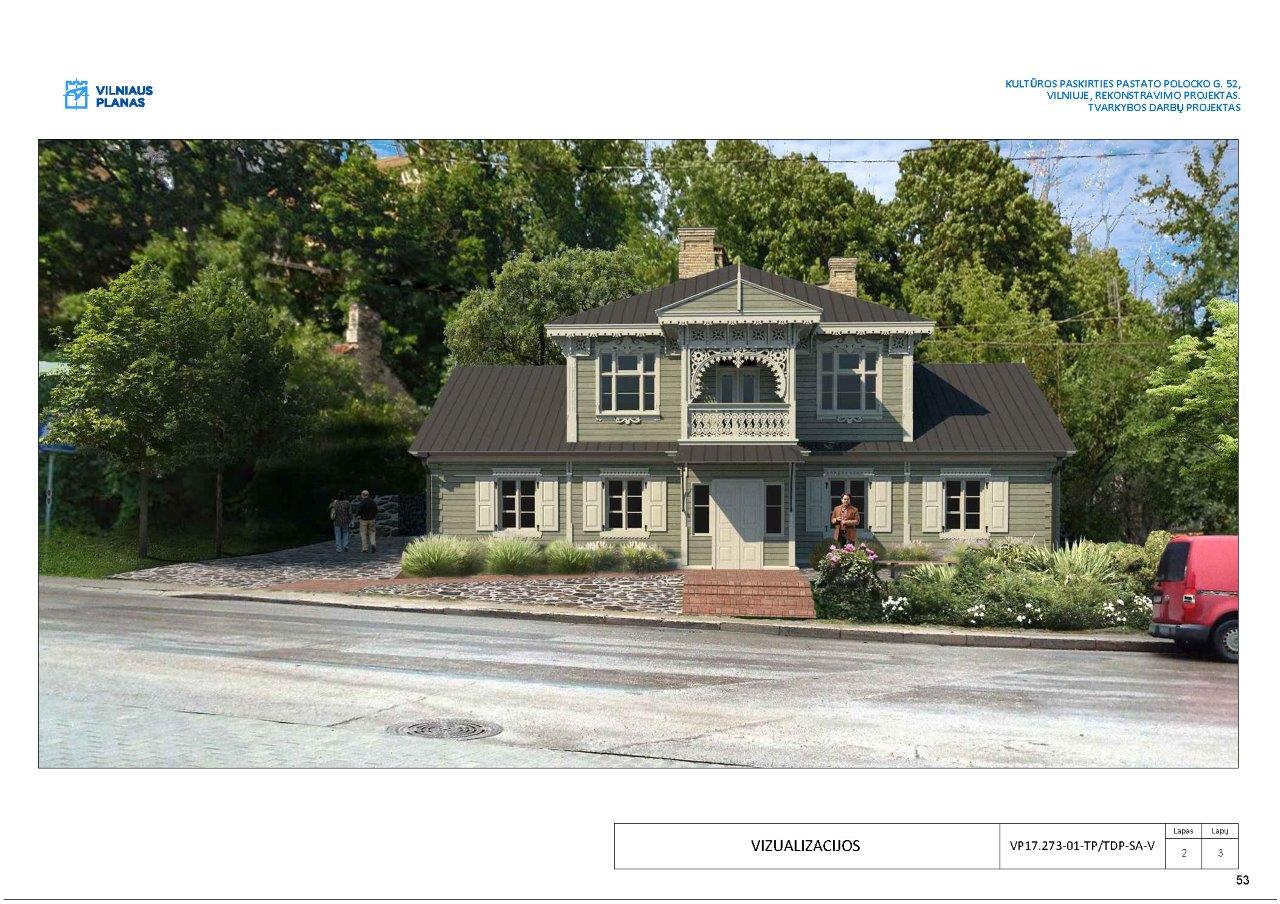 VILNIAUS
PLANAS
KULTŪROS PASKIRTIES PASTATO POLOCKO G. 52,
VILNIUJE, REKONSTRAVIMO PROJEKTAS.
TVARKYBOS DARBŲ PROJEKTAS
VIZUALIZACIJOS
VP17.273-01-TP/TDP-SA-V
Lapas
Lapų
2
3
53